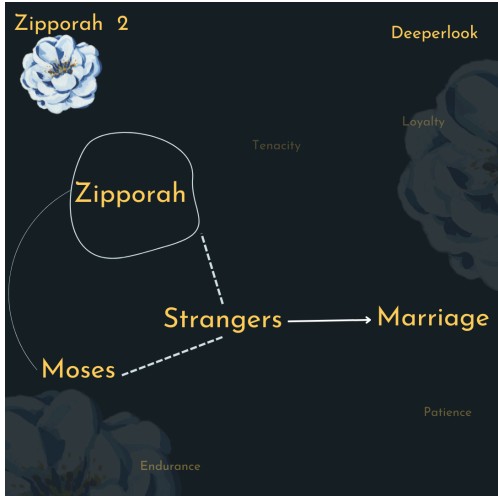 Zipporah 2
Deeperlook
Loyalty
Tenacity
Zipporah
Strangers
Marriage
Moses
Patience
Endurance